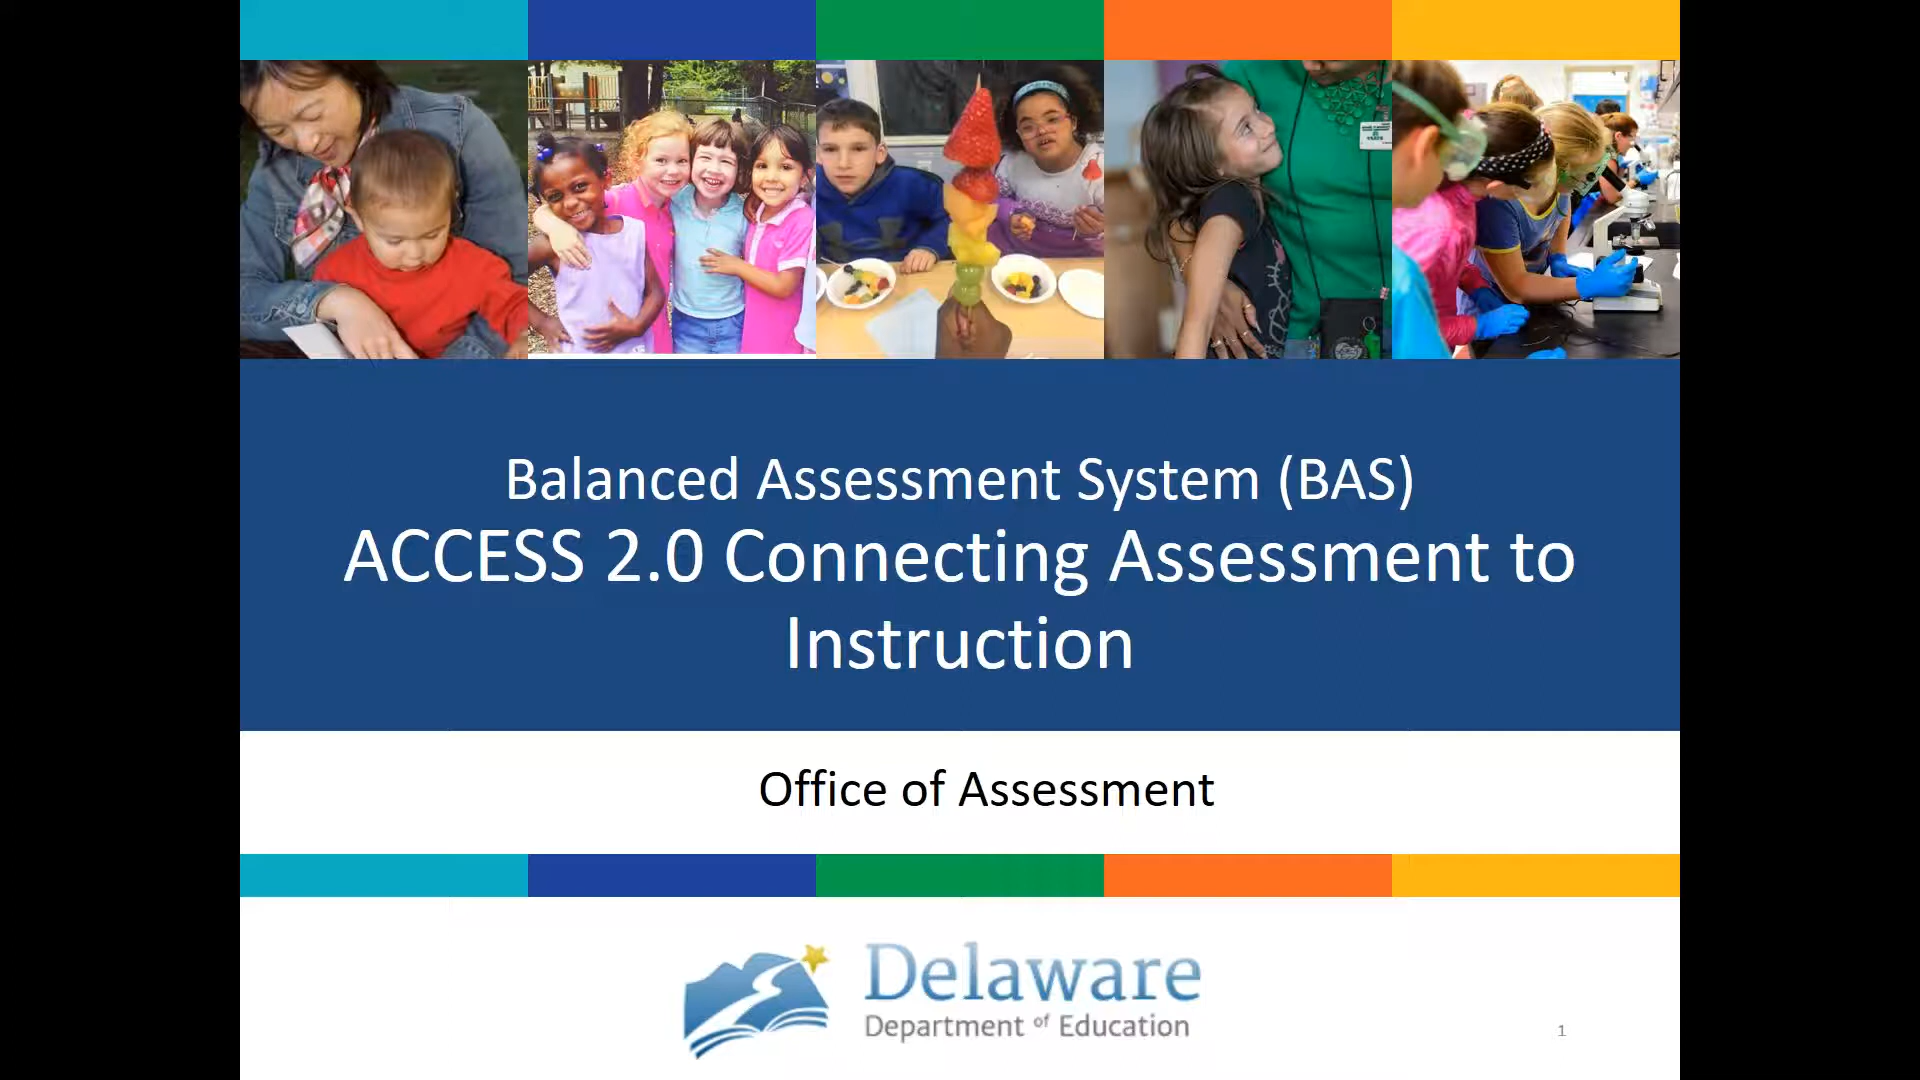 Balanced Assessment System (BAS)
ACCESS 2.0 Connecting Assessment to
Instruction
Office of Assessment
Delaware
Department of Education
1